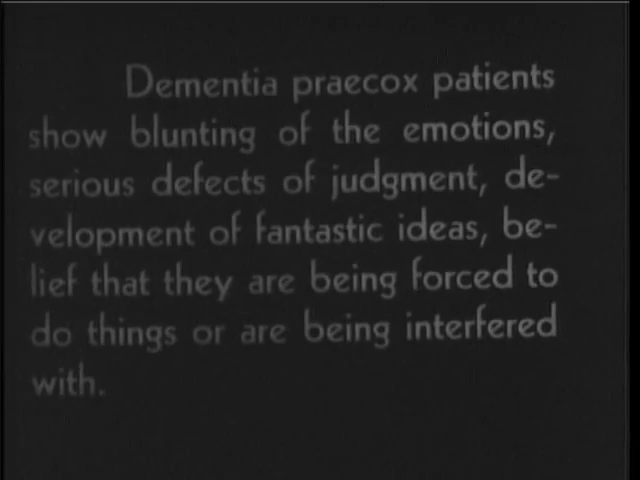 Dementia praecox patients
show blunting of the emotions,
serious defects of judgment, de-
velopment of fantastic ideas, be-
lief that they are being forced to
do things or are being interfered
with.